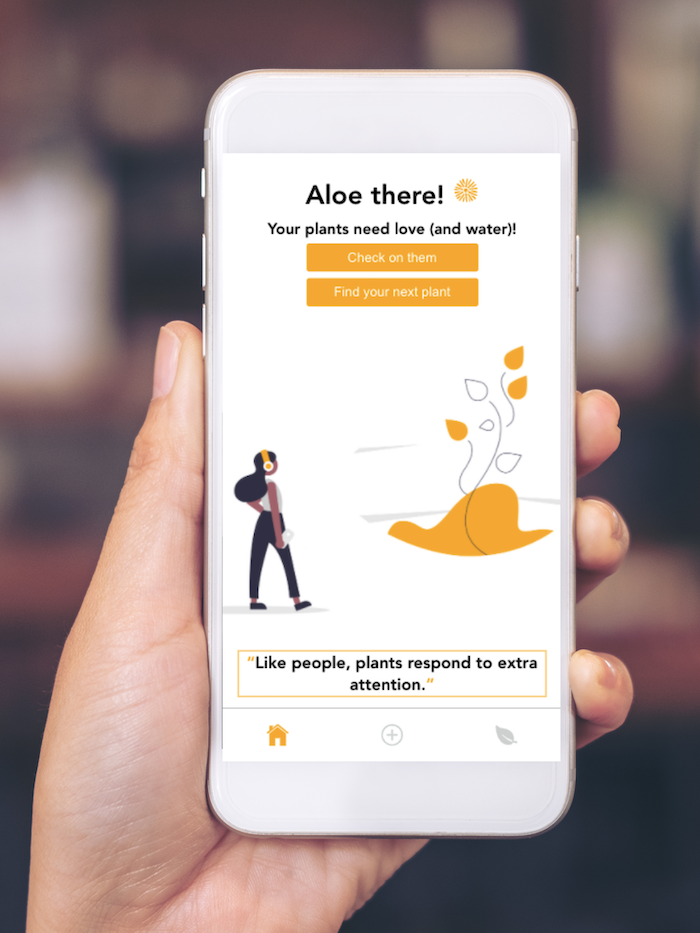 Aloe there!
Your plants need love (and water)!
Check on them
Find your next plant
“Like people, plants respond to extra
attention.”